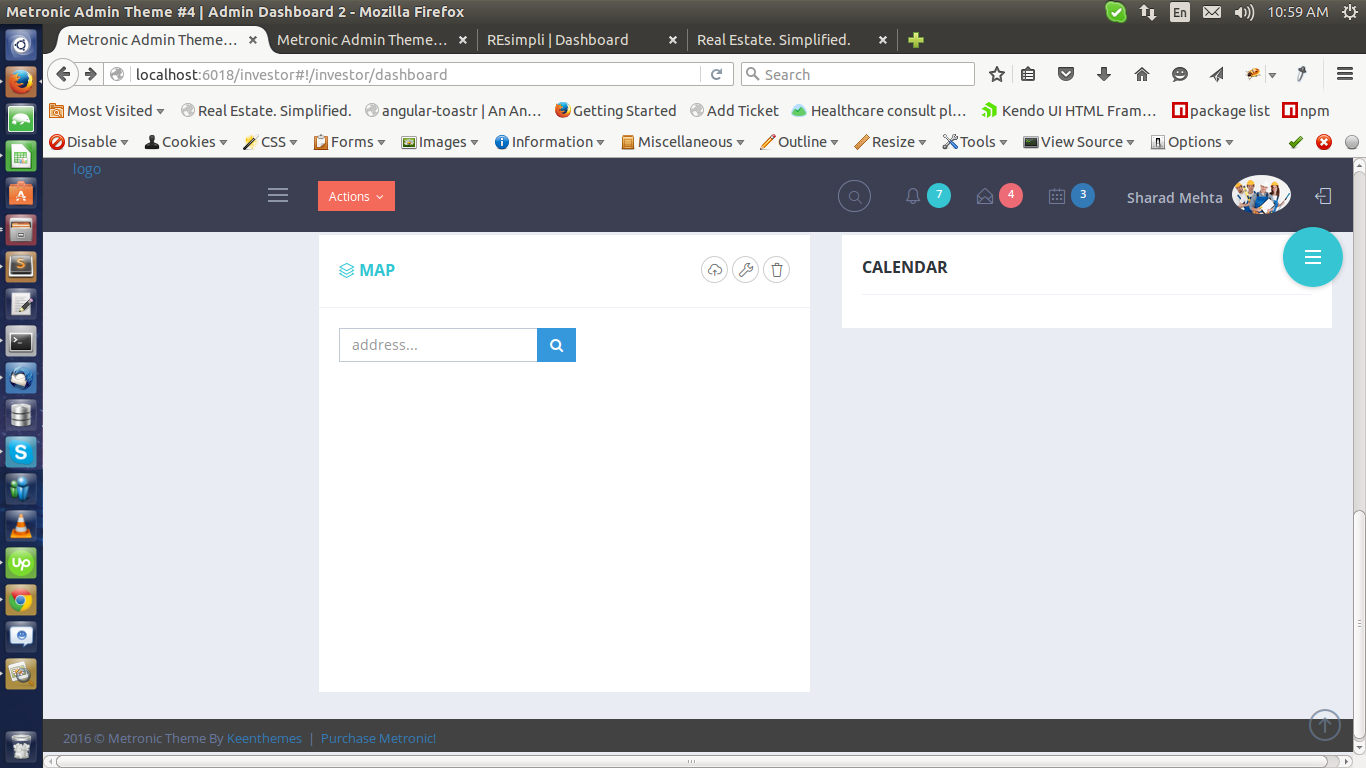 Metronic Admin Theme #4 | Admin Dashboard 2 - Mozilla Firefox En 10:59 AM
Metronic Admin Theme... Metronic Admin Theme... REsimpli | Dashboard Real Estate. Simplified.
localhost:6018/investor#!/investor/dashboard Search
Most Visited Real Estate. Simplified. angular-toastr | An An... Getting Started Add Ticket Healthcare consult pl... Kendo UI HTML Fram... package list npm
Disable Cookies CSS Forms Images Information Miscellaneous Outline Resize Tools View Source Options
logo
Actions 7 4 3 Sharad Mehta
MAP CALENDAR
address...
2016 © Metronic Theme By Keenthemes | Purchase Metronic!
S
Up